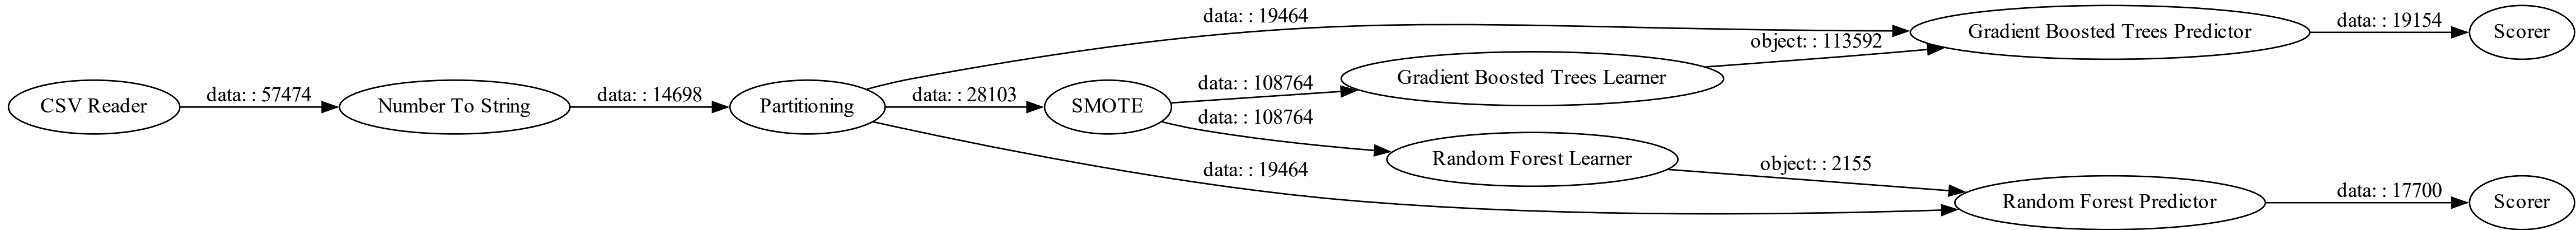 CSV Reader
data: : 57474
Number To String
data: : 14698
Partitioning
data: : 19464
data: : 28103
data: : 19464
SMOTE
data: : 108764
data: : 108764
Gradient Boosted Trees Learner
Random Forest Learner
object: : 113592
object: : 2155
Gradient Boosted Trees Predictor
Random Forest Predictor
data: : 19154
data: : 17700
Scorer
Scorer